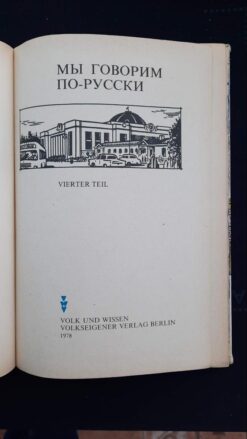 МЫ ГОВОРИМ
ПО-РУССКИ
VIERTER TEIL
VOLK UND WISSEN
VOLKSEIGENER VERLAG BERLIN
1978